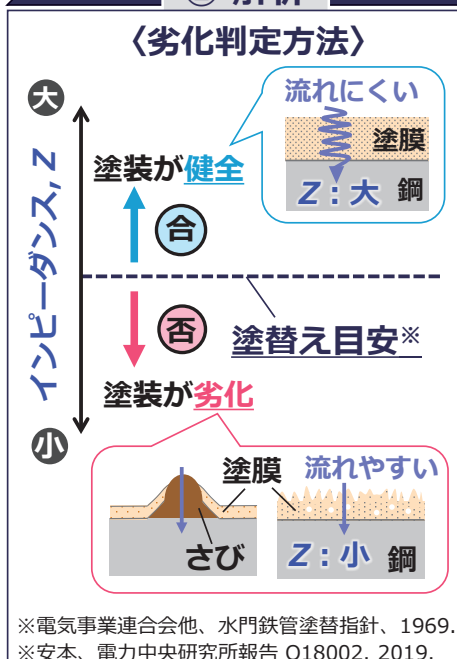 ② 解析
〈劣化判定方法〉
大
インピーダンス, Z
小
流れにくい
塗膜
Z：大 鋼
塗装が健全
合
否
塗替え目安※
塗装が劣化
塗膜 流れやすい
さび
Z：小 鋼
※電気事業連合会他、水門鉄管塗替指針、1969.
※安本、電力中央研究所報告 Q18002, 2019.